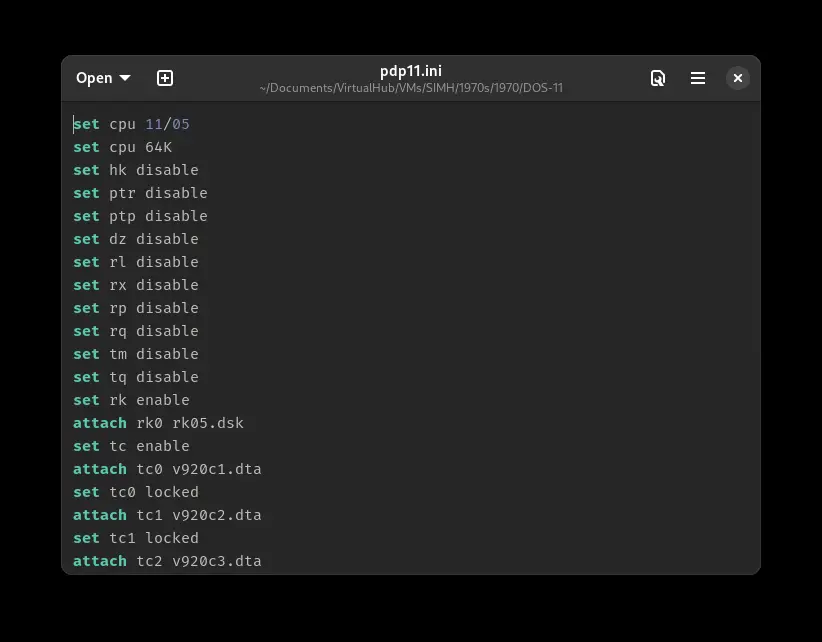 Open
pdp11.ini
~/Documents/VirtualHub/VMs/SIMH/1970s/1970/DOS-11
set cpu 11/05
set cpu 64K
set hk disable
set ptr disable
set ptp disable
set dz disable
set rl disable
set rx disable
set rp disable
set rq disable
set tm disable
set tq disable
set rk enable
attach rk0 rk05.dsk
set tc enable
attach tc0 v920c1.dta
set tc0 locked
attach tc1 v920c2.dta
set tc1 locked
attach tc2 v920c3.dta